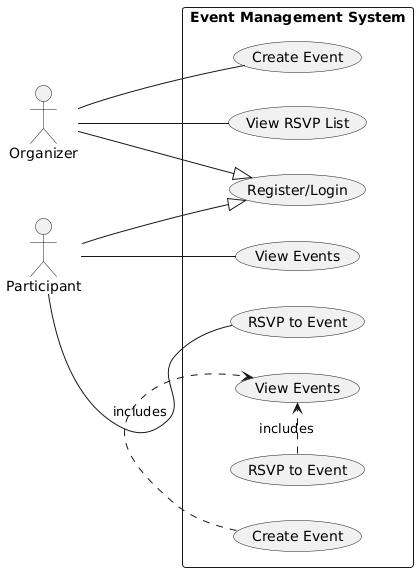 Event Management System
Create Event
View RSVP List
Organizer
Register/Login
View Events
Participant
RSVP to Event
View Events
includes
includes
RSVP to Event
Create Event